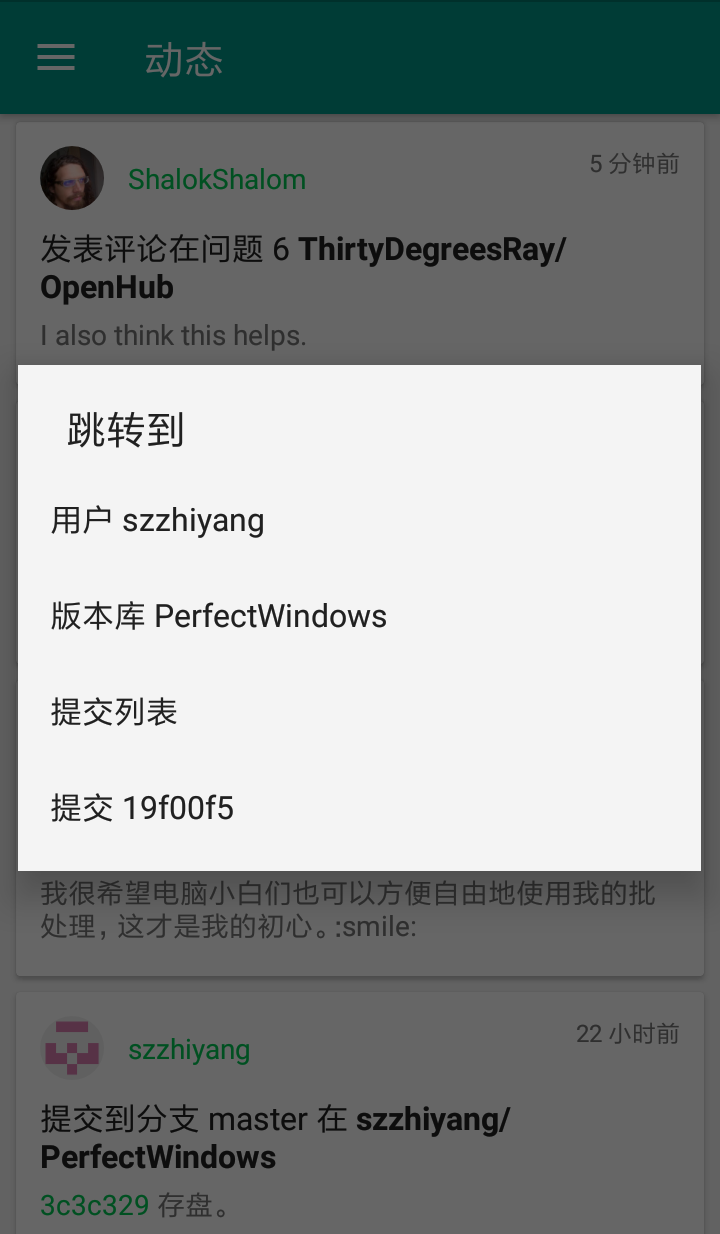 动态
ShalokShalom
5 分钟前
发表评论在问题 6 ThirtyDegreesRay/
OpenHub
I also think this helps.
跳转到
用户 szzhiyang
版本库 PerfectWindows
提交列表
提交 19f00f5
我很希望电脑小白们也可以方便自由地使用我的批
处理，这才是我的初心。:smile:
szzhiyang
22 小时前
提交到分支 master 在 szzhiyang/
PerfectWindows
3c3c329 存盘。